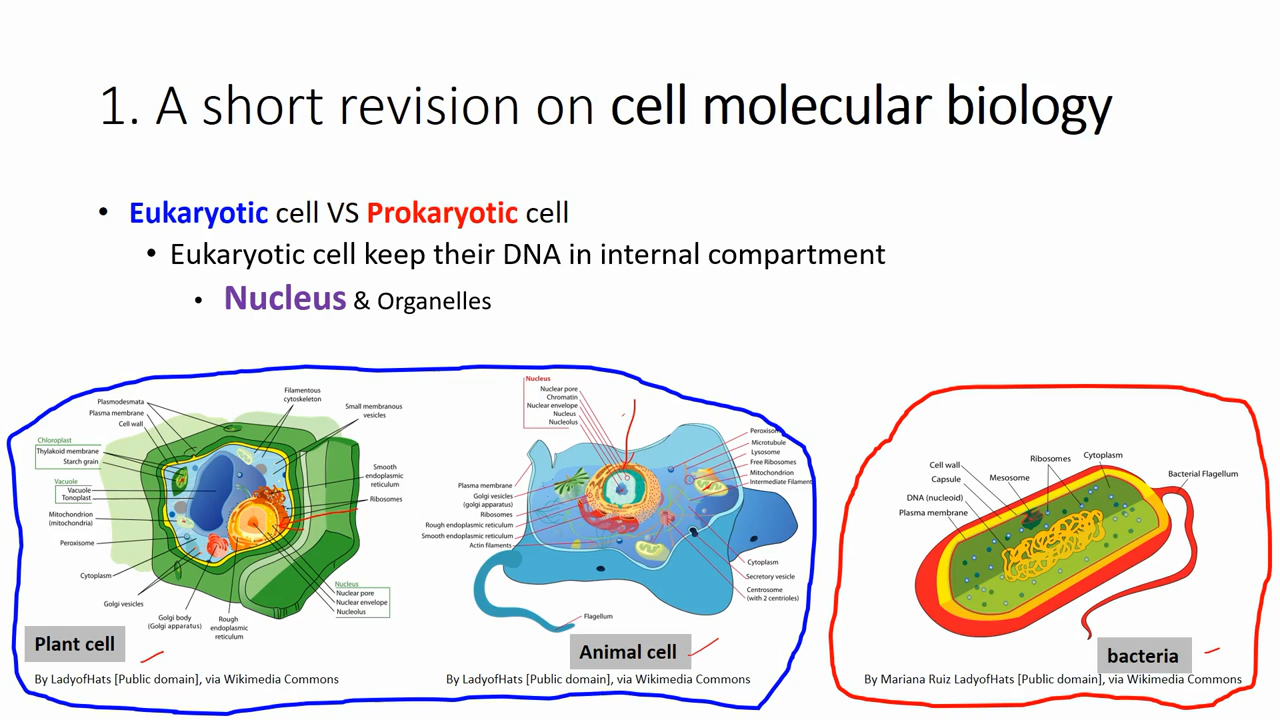 1. A short revision on cell molecular biology
• Eukaryotic cell VS Prokaryotic cell
• Eukaryotic cell keep their DNA in internal compartment
• Nucleus & Organelles
Plasmodesmata
Plasma membrane
Cell wall
Chloroplast
Thylakoid membrane
Starch grain
Vacuole
Vacuole
Tonoplast
Mitochondrion
(mitochondria)
Peroxisome
Cytoplasm
Golgi vesicles
Golgi body
(Golgi apparatus)
Rough
endoplasmic
reticulum
Filamentous
cytoskeleton
Small membranous
vesicles
Smooth
endoplasmic
reticulum
Ribosomes
Nucleus
Nuclear pore
Nuclear envelope
Nucleolus
Plant cell
By LadyofHats [Public domain], via Wikimedia Commons
Nucleus
Nuclear pore
Chromatin
Nuclear envelope
Nucleus
Nucleolus
Plasma membrane
Golgi vesicles
(golgi apparatus)
Ribosomes
Rough endoplasmic reticulum
Smooth endoplasmic reticulum
Actin filaments
Peroxisom
Microtubule
Lysosome
Free Ribosomes
Mitochondrion
Intermediate Filament
Cytoplasm
Secretory vesicle
Centrosome
(with 2 centrioles)
Flagellum
Animal cell
By LadyofHats [Public domain], via Wikimedia Commons
Cell wall
Capsule
DNA (nucleoid)
Plasma membrane
Mesosome
Ribosomes
Cytoplasm
Bacterial Flagellum
bacteria
By Mariana Ruiz LadyofHats [Public domain], via Wikimedia Commons